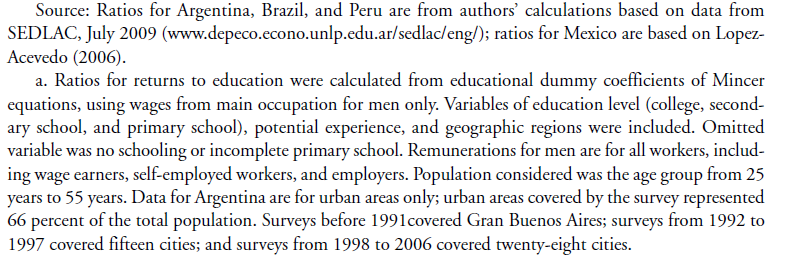 Source: Ratios for Argentina, Brazil, and Peru are from authors’ calculations based on data from
SEDLAC, July 2009 (www.depeco.econo.unlp.edu.ar/sedlac/eng/); ratios for Mexico are based on Lopez-
Acevedo (2006).
a. Ratios for returns to education were calculated from educational dummy coefficients of Mincer
equations, using wages from main occupation for men only. Variables of education level (college, second-
ary school, and primary school), potential experience, and geographic regions were included. Omitted
variable was no schooling or incomplete primary school. Remunerations for men are for all workers, includ-
ing wage earners, self-employed workers, and employers. Population considered was the age group from 25
years to 55 years. Data for Argentina are for urban areas only; urban areas covered by the survey represented
66 percent of the total population. Surveys before 1991covered Gran Buenos Aires; surveys from 1992 to
1997 covered fifteen cities; and surveys from 1998 to 2006 covered twenty-eight cities.